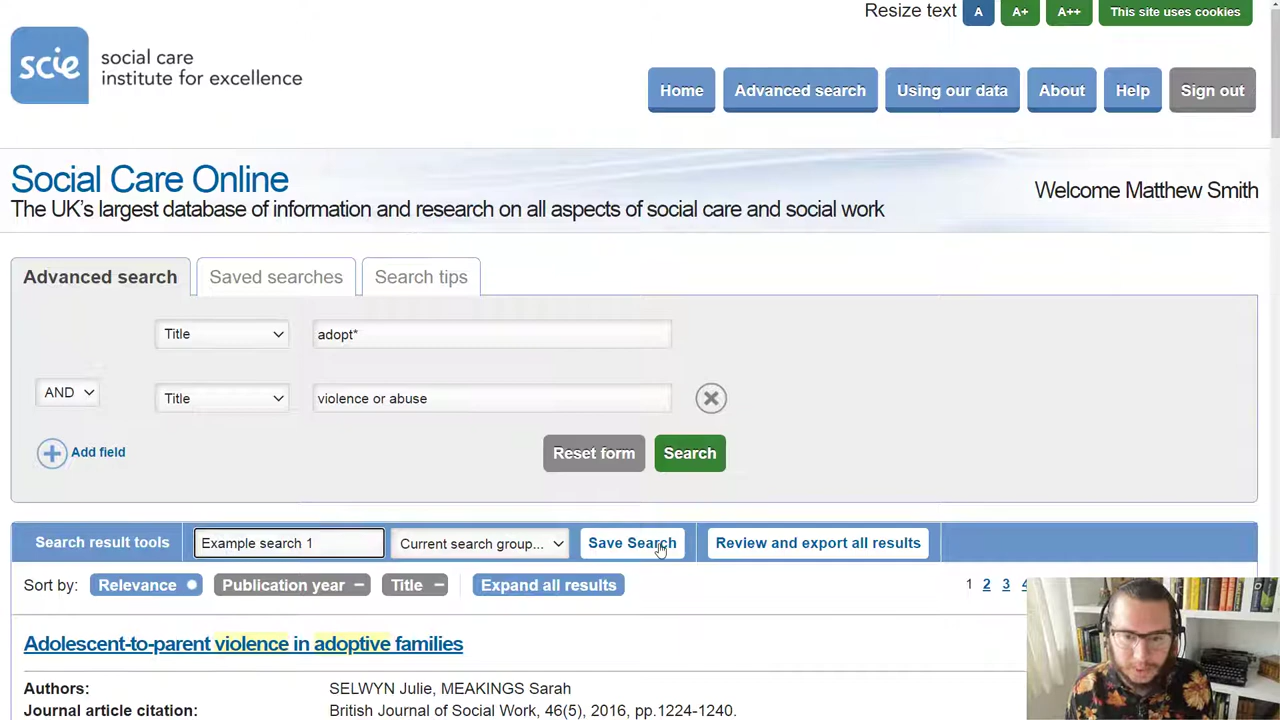 Resize text A A+ A++ This site uses cookies
scie social care
institute for excellence
Home Advanced search Using our data About Help Sign out
Social Care Online
The UK's largest database of information and research on all aspects of social care and social work
Welcome Matthew Smith
Advanced search Saved searches Search tips
Title adopt*
AND Title violence or abuse
Add field Reset form Search
Search result tools Example search 1 Current search group... Save Search Review and export all results
Sort by: Relevance Publication year Title Expand all results 1 2 3 4
Adolescent-to-parent violence in adoptive families
Authors: SELWYN Julie, MEAKINGS Sarah
Journal article citation: British Journal of Social Work, 46(5), 2016, pp.1224-1240.